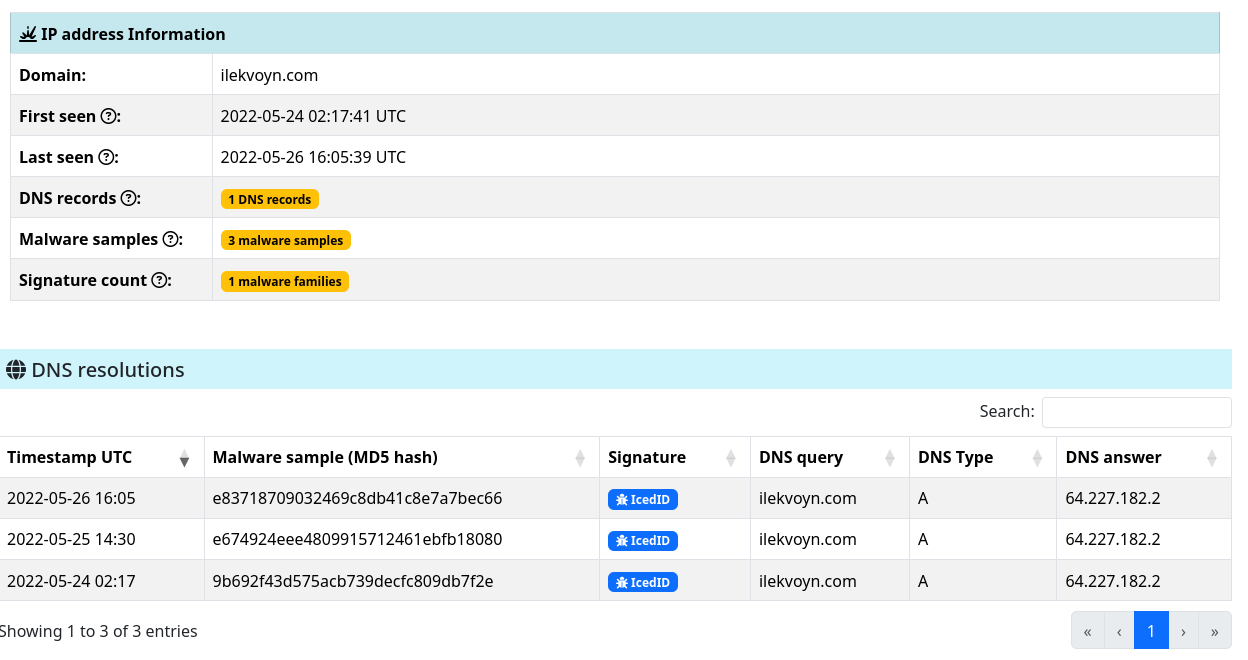 IP address Information
Domain: ilekvoyn.com
First seen ?: 2022-05-24 02:17:41 UTC
Last seen ?: 2022-05-26 16:05:39 UTC
DNS records ?: 1 DNS records
Malware samples ?: 3 malware samples
Signature count ?: 1 malware families
DNS resolutions
Search:
Timestamp UTC Malware sample (MD5 hash) Signature DNS query DNS Type DNS answer
2022-05-26 16:05 e83718709032469c8db41c8e7a7bec66 IcedID ilekvoyn.com A 64.227.182.2
2022-05-25 14:30 e674924eee4809915712461ebfb18080 IcedID ilekvoyn.com A 64.227.182.2
2022-05-24 02:17 9b692f43d575acb739decfc809db7f2e IcedID ilekvoyn.com A 64.227.182.2
Showing 1 to 3 of 3 entries « ‹ 1 › »